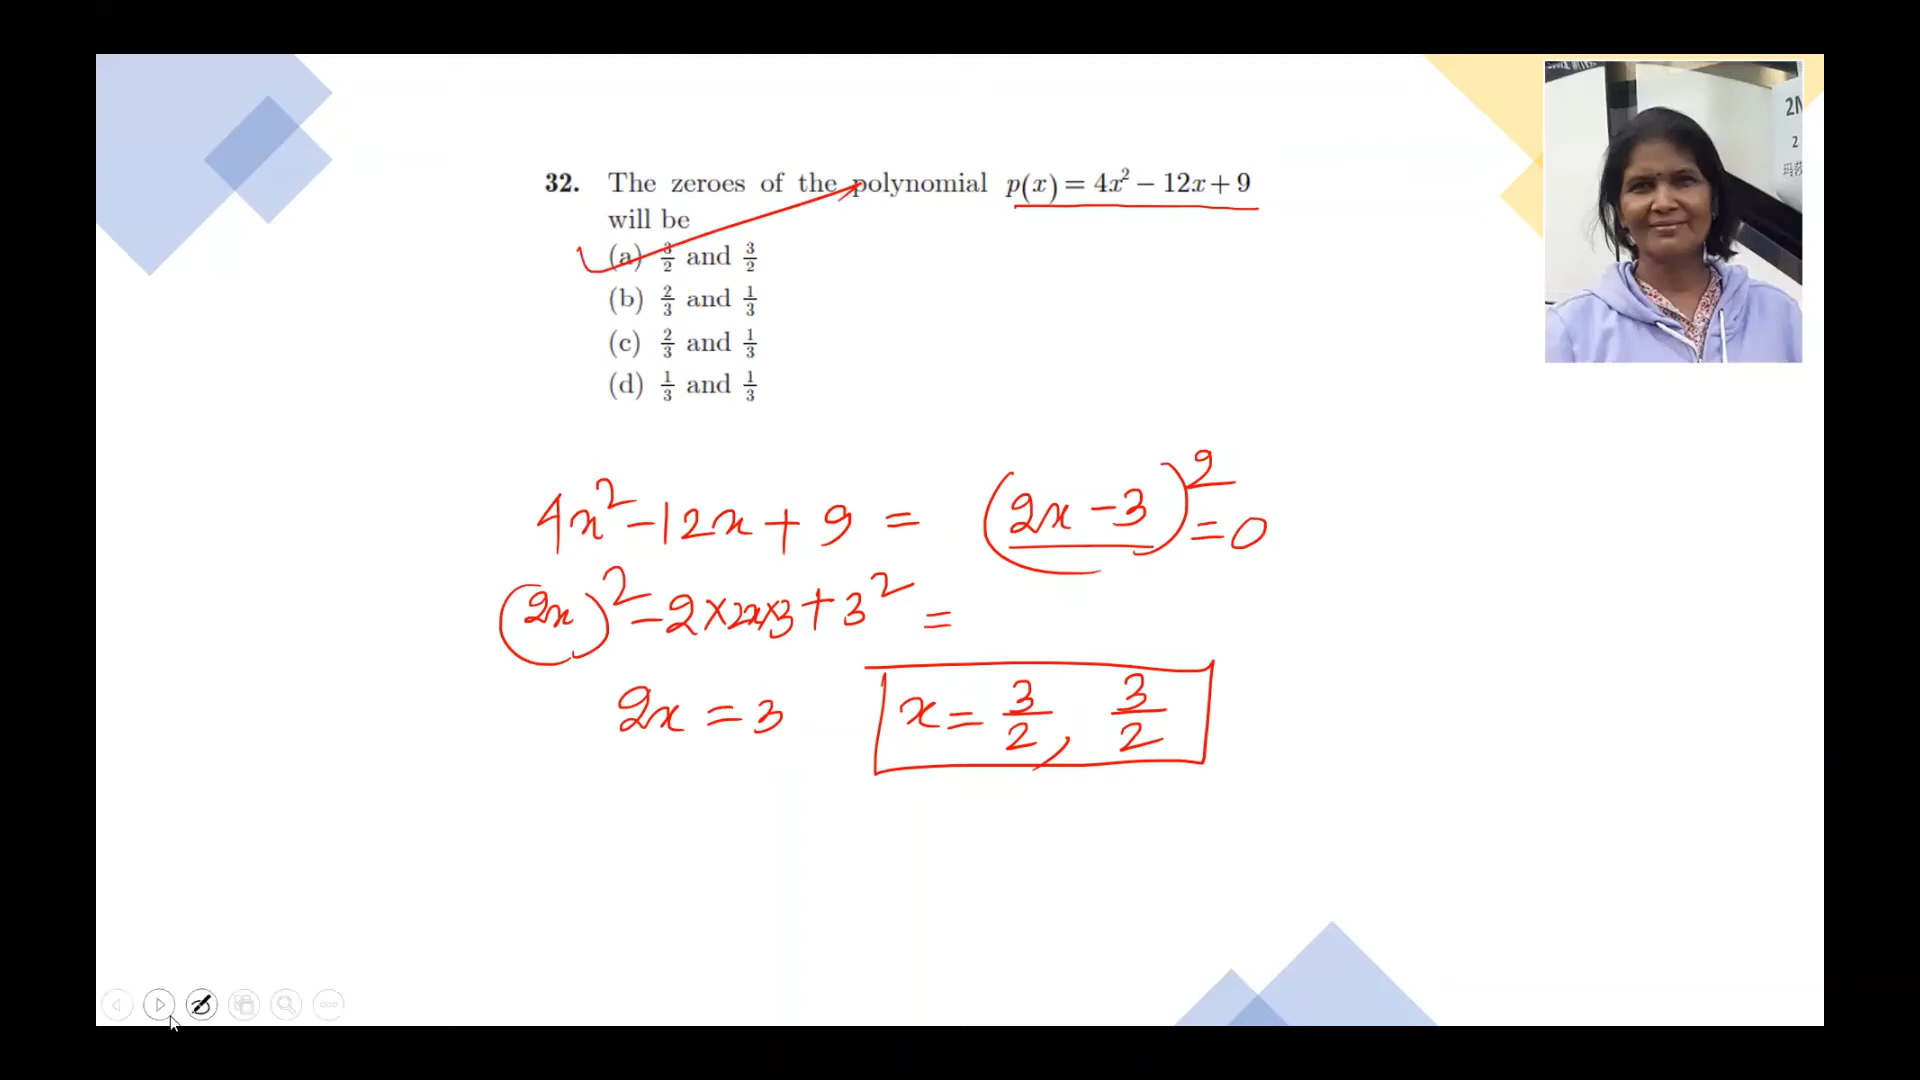 32. The zeroes of the polynomial p(x) = 4x² − 12x + 9
will be
(a) 3/2 and 3/2
(b) 2/3 and 1/3
(c) 2/3 and 1/3
(d) 1/3 and 1/3
4x² − 12x + 9 = (2x − 3)² = 0
(2x)² − 2 × 2x × 3 + 3² =
2x = 3
x = 3/2, 3/2
2